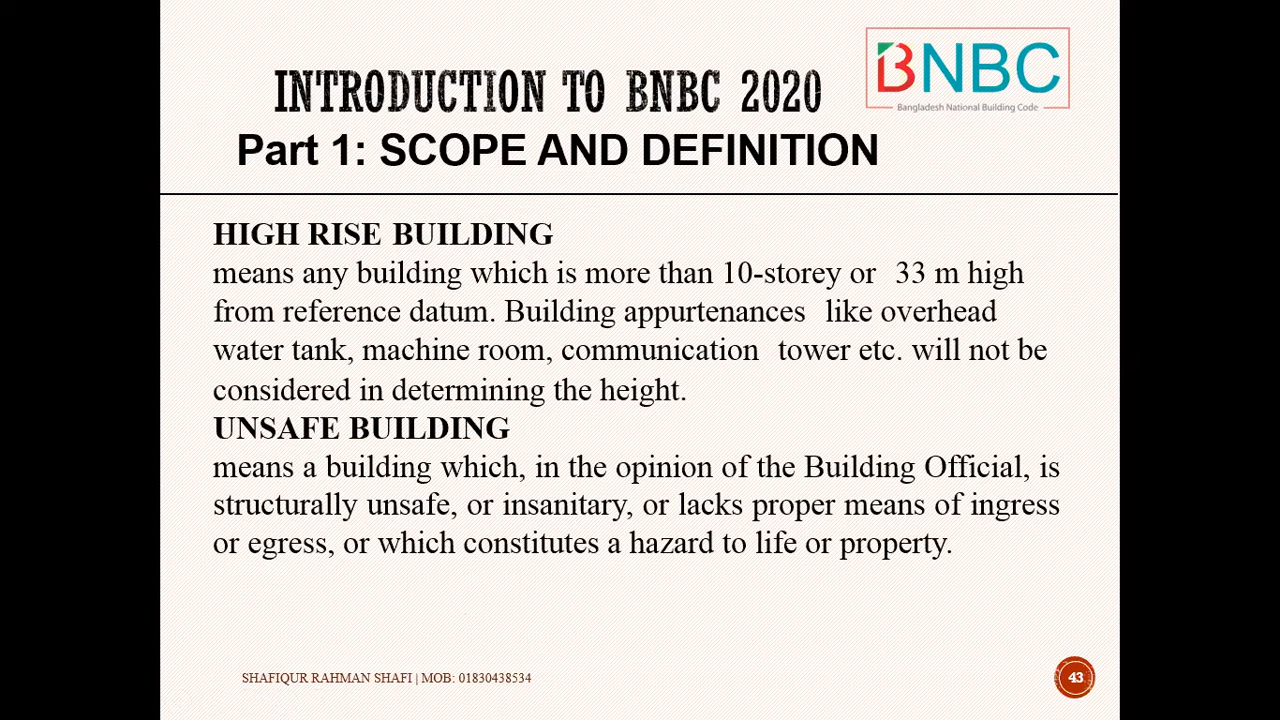 BNBC
Bangladesh National Building Code
INTRODUCTION TO BNBC 2020
Part 1: SCOPE AND DEFINITION
HIGH RISE BUILDING
means any building which is more than 10-storey or 33 m high
from reference datum. Building appurtenances like overhead
water tank, machine room, communication tower etc. will not be
considered in determining the height.
UNSAFE BUILDING
means a building which, in the opinion of the Building Official, is
structurally unsafe, or insanitary, or lacks proper means of ingress
or egress, or which constitutes a hazard to life or property.
SHAFIQUR RAHMAN SHAFI | MOB: 01830438534
43